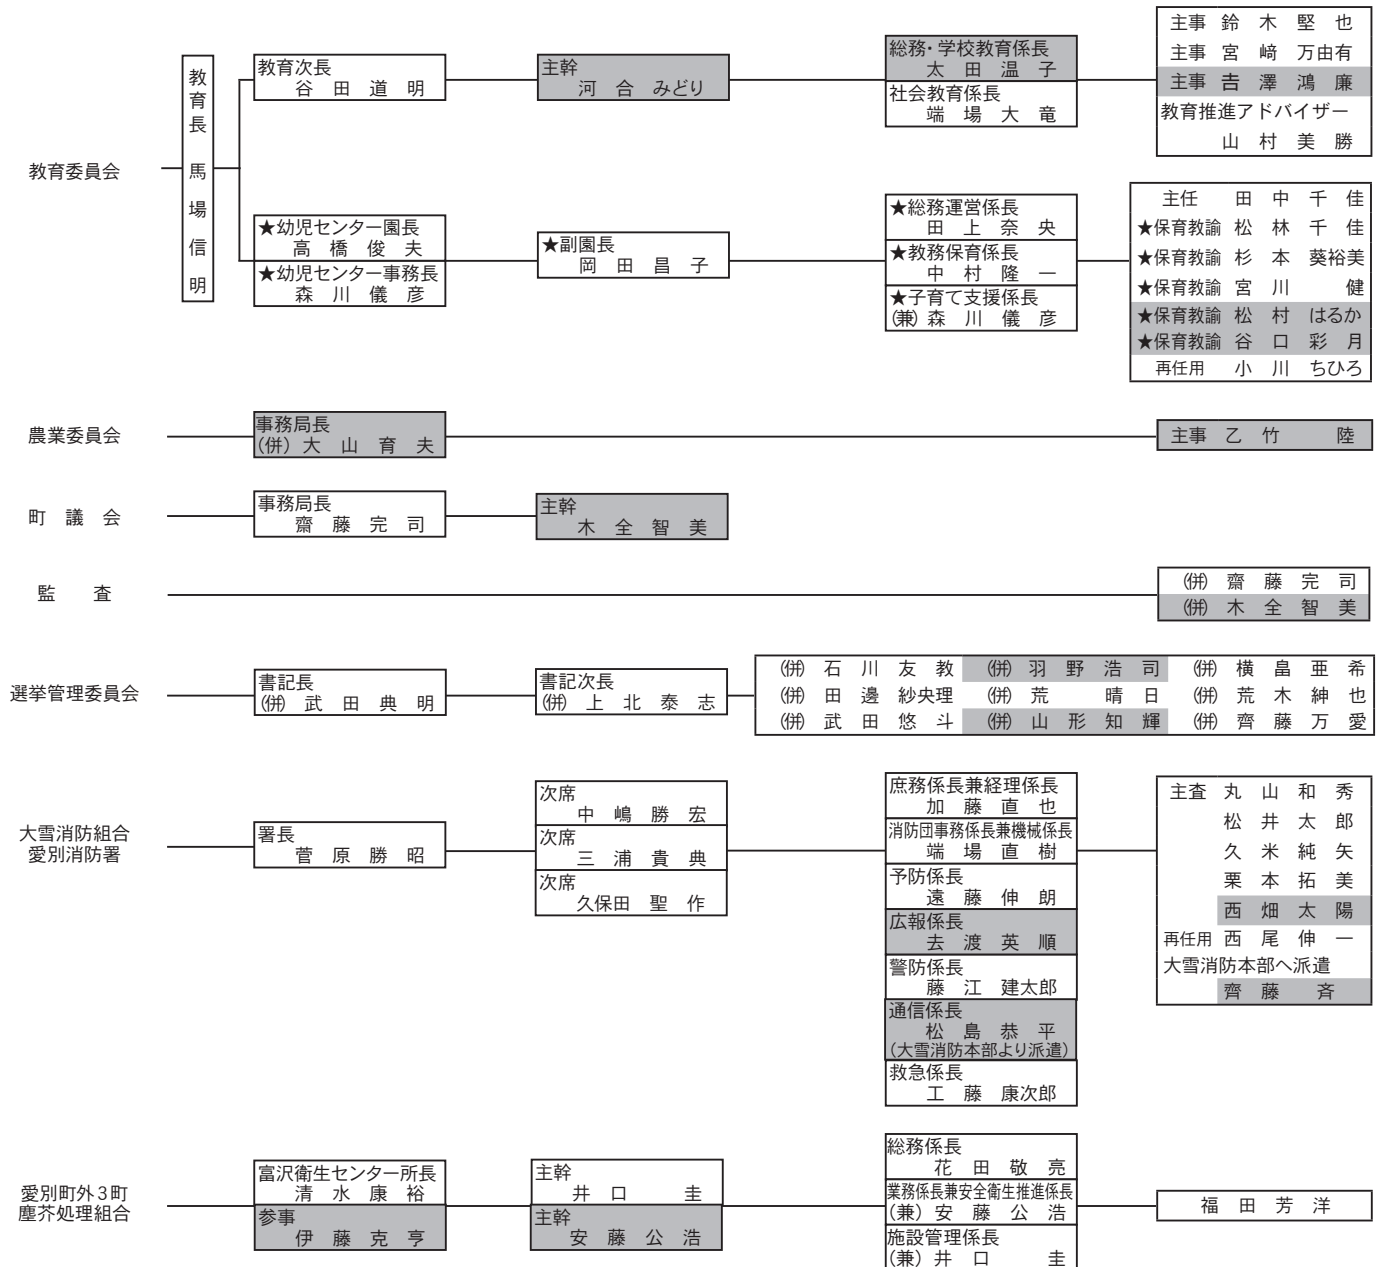 教育委員会
教育長 馬場信明
教育次長
谷田道明
主幹
河合みどり
総務・学校教育係長
太田温子
社会教育係長
端場大竜
主事 鈴木堅也
主事 宮﨑万由有
主事 𠮷澤鴻廉
教育推進アドバイザー
山村美勝
★幼児センター園長
高橋俊夫
★幼児センター事務長
森川儀彦
★副園長
岡田昌子
★総務運営係長
田上奈央
★教務保育係長
中村隆一
★子育て支援係長
㈱森川儀彦
主任 田中千佳
★保育教諭 松林千佳
★保育教諭 杉本葵裕美
★保育教諭 宮川健
★保育教諭 松村はるか
★保育教諭 谷口彩月
再任用 小川ちひろ
農業委員会
事務局長
(併)大山育夫
主事 乙竹陸
町議会
事務局長
齋藤完司
主幹
木全智美
監査
(併) 齋藤完司
(併) 木全智美
選挙管理委員会
書記長
(併) 武田典明
書記次長
(併) 上北泰志
(併) 石川友教 (併) 羽野浩司 (併) 横畠亜希
(併) 田邊紗央理 (併) 荒晴日 (併) 荒木紳也
(併) 武田悠斗 (併) 山形知輝 (併) 齊藤万愛
大雪消防組合
愛別消防署
署長
菅原勝昭
次席
中嶋勝宏
次席
三浦貴典
次席
久保田聖作
庶務係長兼経理係長
加藤直也
消防団事務係長兼機械係長
端場直樹
予防係長
遠藤伸朗
広報係長
去渡英順
警防係長
藤江建太郎
通信係長
松島恭平
(大雪消防本部より派遣)
救急係長
工藤康次郎
主査 丸山和秀
松井太郎
久米純矢
栗本拓美
西畑太陽
再任用 西尾伸一
大雪消防本部へ派遣
齊藤斉
愛別町外3町
塵芥処理組合
富沢衛生センター所長
清水康裕
参事
伊藤克亨
主幹
井口圭
主幹
安藤公浩
総務係長
花田敬亮
業務係長兼安全衛生推進係長
(兼)安藤公浩
施設管理係長
(兼)井口圭
福田芳洋